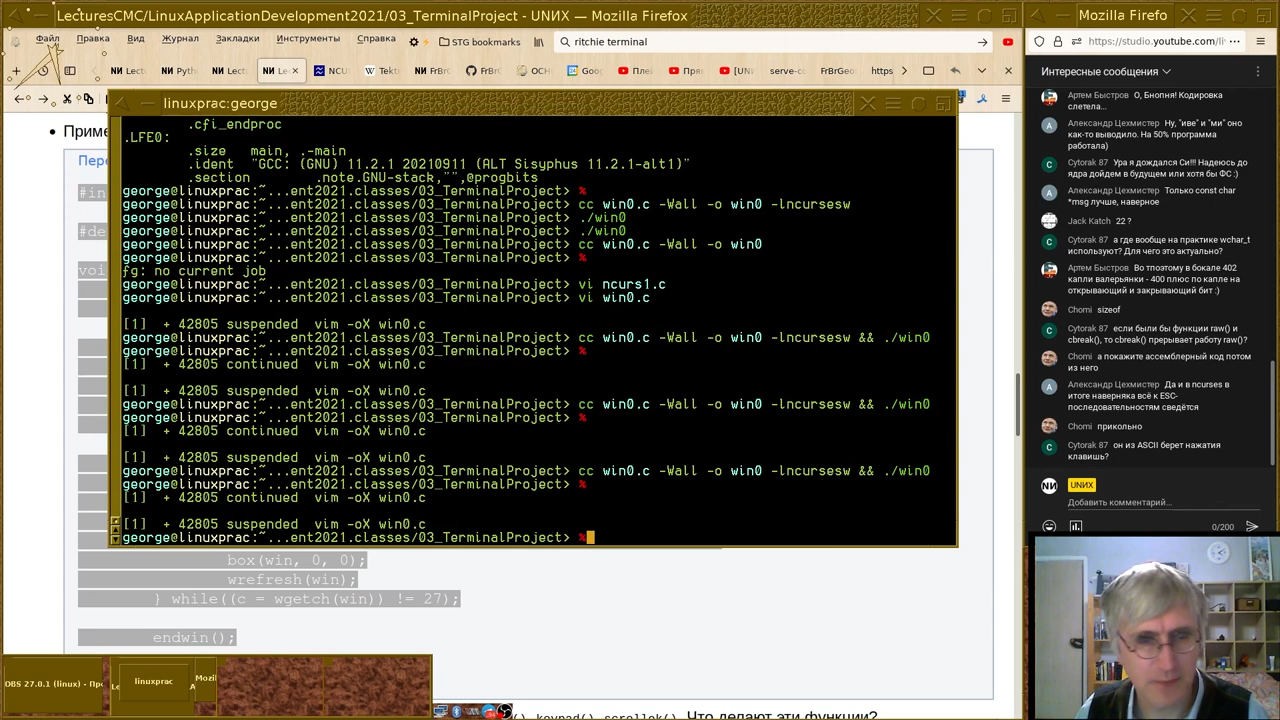 LecturesCMC/LinuxApplicationDevelopment2021/03_TerminalProject - UNИX — Mozilla Firefox
Файл Правка Вид Журнал Закладки Инструменты Справка STG bookmarks ritchie terminal
linuxprac:george
• Приме
Пере
#in
#de
voi
.cfi_endproc
.LFE0:
.size main, .-main
.ident "GCC: (GNU) 11.2.1 20210911 (ALT Sisyphus 11.2.1-alt1)"
.section .note.GNU-stack,"",@progbits
george@linuxprac:~...ent2021.classes/03_TerminalProject> %
george@linuxprac:~...ent2021.classes/03_TerminalProject> cc win0.c -Wall -o win0 -lncursesw
george@linuxprac:~...ent2021.classes/03_TerminalProject> ./win0
george@linuxprac:~...ent2021.classes/03_TerminalProject> ./win0
george@linuxprac:~...ent2021.classes/03_TerminalProject> cc win0.c -Wall -o win0
george@linuxprac:~...ent2021.classes/03_TerminalProject> %
fg: no current job
george@linuxprac:~...ent2021.classes/03_TerminalProject> vi ncurs1.c
george@linuxprac:~...ent2021.classes/03_TerminalProject> vi win0.c
[1]  + 42805 suspended  vim -oX win0.c
george@linuxprac:~...ent2021.classes/03_TerminalProject> cc win0.c -Wall -o win0 -lncursesw && ./win0
george@linuxprac:~...ent2021.classes/03_TerminalProject> %
[1]  + 42805 continued  vim -oX win0.c
[1]  + 42805 suspended  vim -oX win0.c
george@linuxprac:~...ent2021.classes/03_TerminalProject> cc win0.c -Wall -o win0 -lncursesw && ./win0
george@linuxprac:~...ent2021.classes/03_TerminalProject> %
[1]  + 42805 continued  vim -oX win0.c
[1]  + 42805 suspended  vim -oX win0.c
george@linuxprac:~...ent2021.classes/03_TerminalProject> cc win0.c -Wall -o win0 -lncursesw && ./win0
george@linuxprac:~...ent2021.classes/03_TerminalProject> %
[1]  + 42805 continued  vim -oX win0.c
[1]  + 42805 suspended  vim -oX win0.c
george@linuxprac:~...ent2021.classes/03_TerminalProject> %
box(win, 0, 0);
wrefresh(win);
} while((c = wgetch(win)) != 27);
endwin();
(), keypad(), scrollok(). Что делают эти функции?
OBS 27.0.1 (linux) - Пр
linuxprac
Mozi
Mozilla Firefo
https://studio.youtube.com/li
Интересные сообщения
Артем Быстров О, Бнопня! Кодировка
слетела...
Александр Цехмистер Ну, "иве" и "ми" оно
как-то выводило. На 50% программа
работала)
Cytorak 87 Ура я дождался Си!!! Надеюсь до
ядра дойдем в будущем или хотя бы ФС :)
Александр Цехмистер Только const char
*msg лучше, наверное
Jack Katch 22 ?
Cytorak 87 а где вообще на практике wchar_t
используют? Для чего это актуально?
Артем Быстров Во тпоэтому в бокале 402
капли валерьянки - 400 плюс по капле на
открывающий и закрывающий бит :)
Chomi sizeof
Cytorak 87 если были бы функции raw() и
cbreak(), то cbreak() прерывает работу raw()?
Chomi а покажите ассемблерный код потом
из него
Александр Цехмистер Да и в ncurses в
итоге наверняка всё к ESC-
последовательностям сведётся
Chomi прикольно
Cytorak 87 он из ASCII берет нажатия
клавишь?
NИ UNИX
Добавить комментарий...
0/200